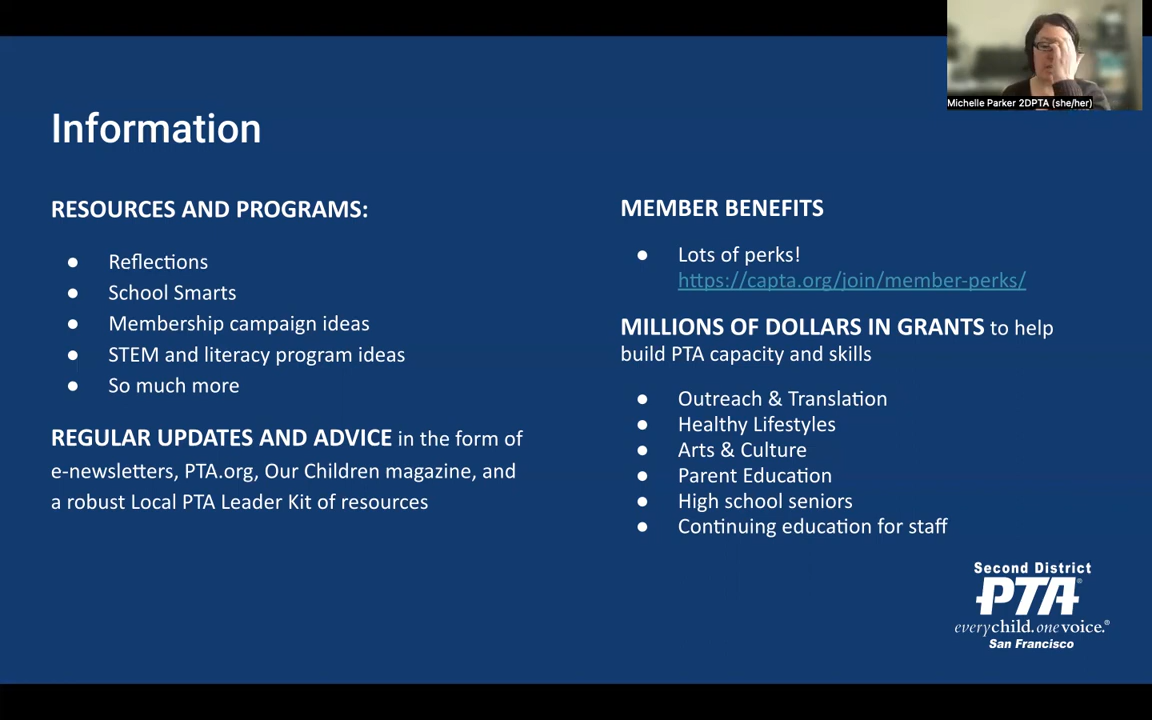 Michelle Parker 2DPTA (she/her)
Information
RESOURCES AND PROGRAMS:
● Reflections
● School Smarts
● Membership campaign ideas
● STEM and literacy program ideas
● So much more
REGULAR UPDATES AND ADVICE in the form of
e-newsletters, PTA.org, Our Children magazine, and
a robust Local PTA Leader Kit of resources
MEMBER BENEFITS
● Lots of perks!
https://capta.org/join/member-perks/
MILLIONS OF DOLLARS IN GRANTS to help
build PTA capacity and skills
● Outreach & Translation
● Healthy Lifestyles
● Arts & Culture
● Parent Education
● High school seniors
● Continuing education for staff
Second District
PTA®
everychild.onevoice.®
San Francisco